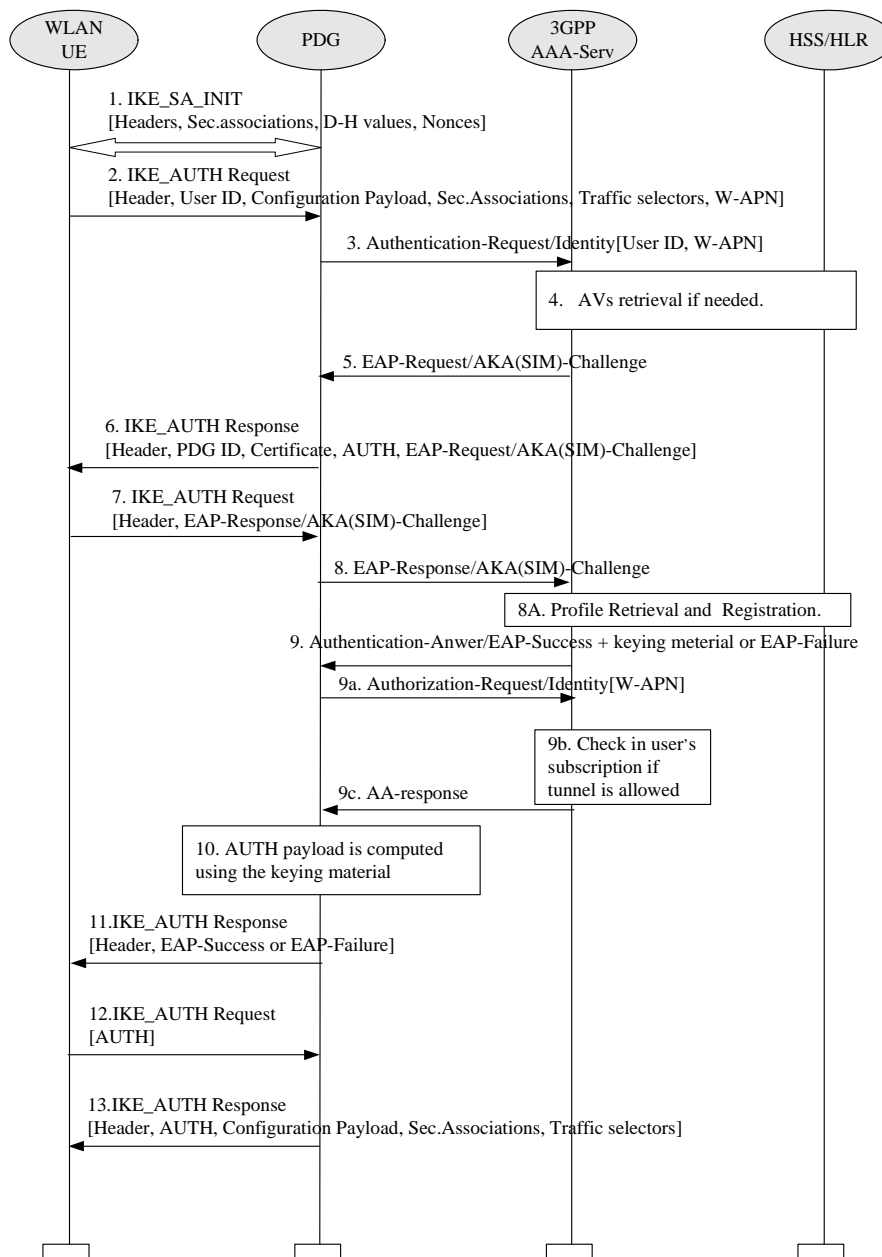 WLAN
UE
PDG
3GPP
AAA-Serv
HSS/HLR
1. IKE_SA_INIT
[Headers, Sec.associations, D-H values, Nonces]
2. IKE_AUTH Request
[Header, User ID, Configuration Payload, Sec.Associations, Traffic selectors, W-APN]
3. Authentication-Request/Identity[User ID, W-APN]
4. AVs retrieval if needed.
5. EAP-Request/AKA(SIM)-Challenge
6. IKE_AUTH Response
[Header, PDG ID, Certificate, AUTH, EAP-Request/AKA(SIM)-Challenge]
7. IKE_AUTH Request
[Header, EAP-Response/AKA(SIM)-Challenge]
8. EAP-Response/AKA(SIM)-Challenge
8A. Profile Retrieval and Registration.
9. Authentication-Anwer/EAP-Success + keying meterial or EAP-Failure
9a. Authorization-Request/Identity[W-APN]
9b. Check in user's
subscription if
tunnel is allowed
9c. AA-response
10. AUTH payload is computed
using the keying material
11.IKE_AUTH Response
[Header, EAP-Success or EAP-Failure]
12.IKE_AUTH Request
[AUTH]
13.IKE_AUTH Response
[Header, AUTH, Configuration Payload, Sec.Associations, Traffic selectors]